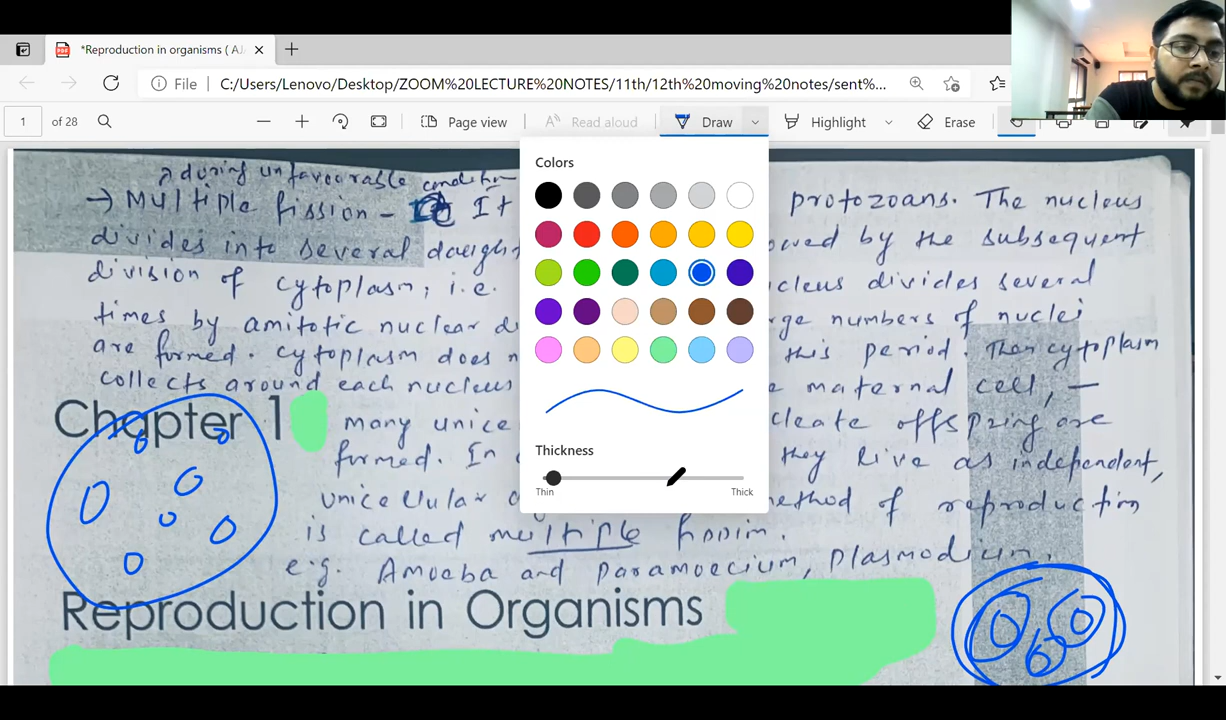 *Reproduction in organisms ( AJ
File
C:/Users/Lenovo/Desktop/ZOOM%20LECTURE%20NOTES/11th/12th%20moving%20notes/sent%...
1 of 28
Page view
Read aloud
Draw
Highlight
Erase
Colors
Thickness
Thin
Thick
during unfavourable condition
→ Multiple fission - It protozoans. The nucleus
divides into several daugh by the subsequent
division of cytoplasm, i.e. cleus divides several
times by amitotic nuclear d ge numbers of nuclei
are formed. cytoplasm does n this period. Then cytoplasm
collects around each nucleus maternal cell, —
Chapter 1
many unice cleate offspring are
formed. In they live as independent,
unicellular method of reproduction
is called multiple fission.
e.g. Amoeba and Paramoecium, Plasmodium.
Reproduction in Organisms